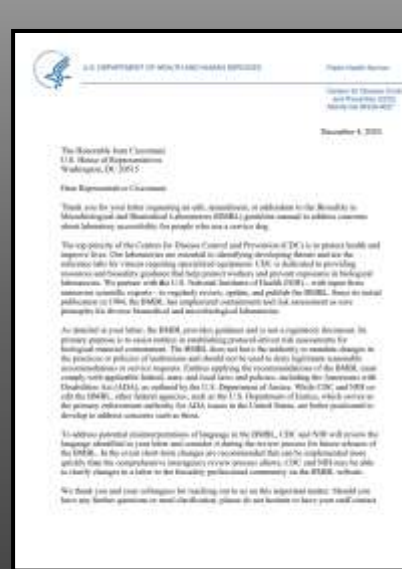 U.S. DEPARTMENT OF HEALTH AND HUMAN SERVICES
Public Health Service
Centers for Disease Control
and Prevention (CDC)
Atlanta GA 30329-4027
The Honorable
U.S. House of Representatives
Washington, DC 20515
Dear Representative
Thank you for your letter requesting an edit, amendment, or addendum to the Biosafety in
Microbiological and Biomedical Laboratories (BMBL) guidelines manual to address concerns
about laboratory accessibility for people who use a service dog.
The top priority of the Centers for Disease Control and Prevention (CDC) is to protect health and
improve lives. Our laboratories are essential to identifying developing threats and are the
reference labs for viruses requiring specialized equipment. CDC is dedicated to providing
resources and biosafety guidance that help protect workers and prevent exposures in biological
laboratories. We partner with the U.S. National Institutes of Health (NIH), with input from
numerous scientific experts, to regularly review, update, and publish the BMBL. Since its initial
publication in 1984, the BMBL has emphasized containment and risk assessment as core
principles for diverse biomedical and microbiological laboratories.
As detailed in your letter, the BMBL provides guidance and is not a regulatory document. Its
primary purpose is to assist entities in establishing protocol-driven risk assessments for
biological material containment. The BMBL does not have the authority to mandate changes in
the practices or policies of institutions and should not be used to deny legitimate reasonable
accommodations or service requests. Entities applying the recommendations of the BMBL must
comply with applicable federal, state, and local laws and policies, including the Americans with
Disabilities Act (ADA), as enforced by the U.S. Department of Justice. While CDC and NIH co-
edit the BMBL, other federal agencies, such as the U.S. Department of Justice, which serves as
the primary enforcement authority for ADA issues in the United States, are better positioned to
develop to address concerns such as these.
To address potential misinterpretations of language in the BMBL, CDC and NIH will review the
language identified in your letter and consider it during the review process for future editions of
the BMBL. In the event short-term changes are recommended that can be implemented more
quickly than the comprehensive interagency review process allows, CDC and NIH may be able
to clarify changes in a letter to the biosafety professional community on the BMBL website.
We thank you and your colleagues for reaching out to us on this important matter. Should you
have any further questions or need clarification, please do not hesitate to have your staff contact